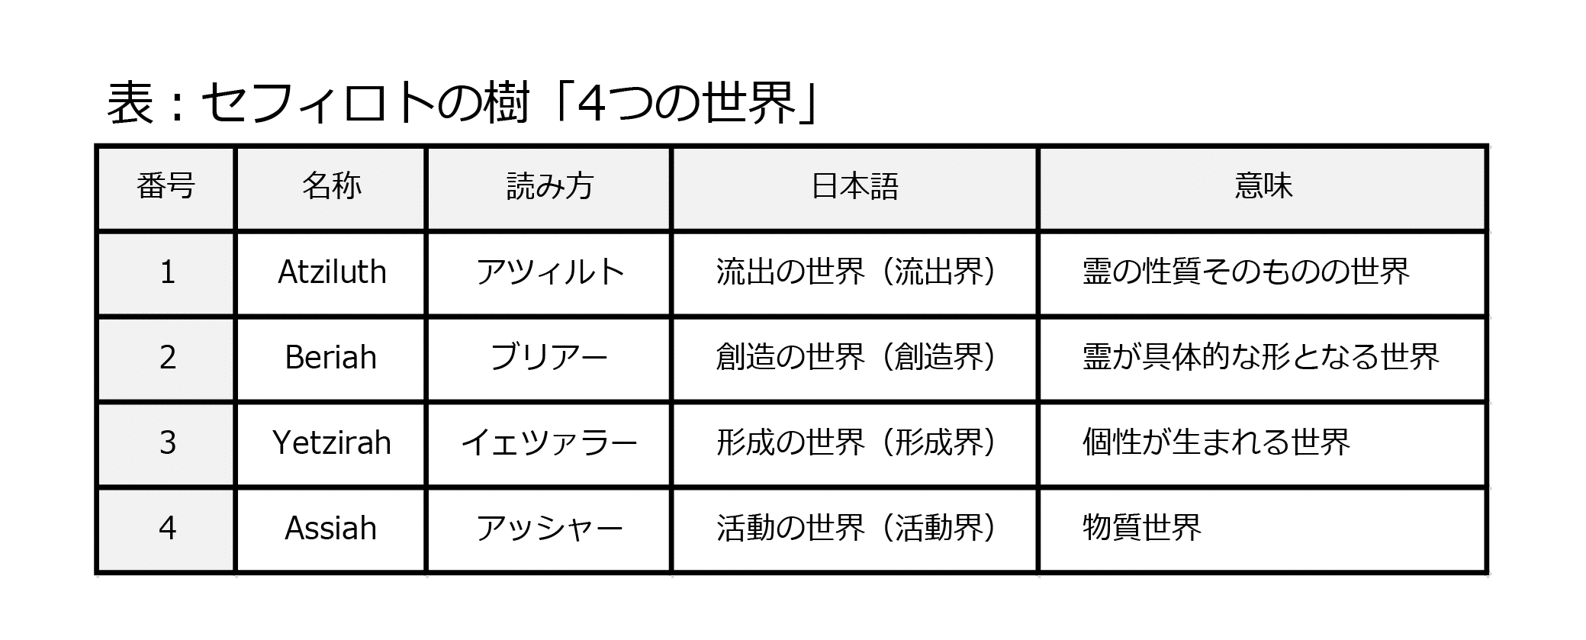 表：セフィロトの樹「4つの世界」
番号 名称 読み方 日本語 意味
1 Atziluth アツィルト 流出の世界（流出界） 霊の性質そのものの世界
2 Beriah ブリアー 創造の世界（創造界） 霊が具体的な形となる世界
3 Yetzirah イェツァラー 形成の世界（形成界） 個性が生まれる世界
4 Assiah アッシャー 活動の世界（活動界） 物質世界